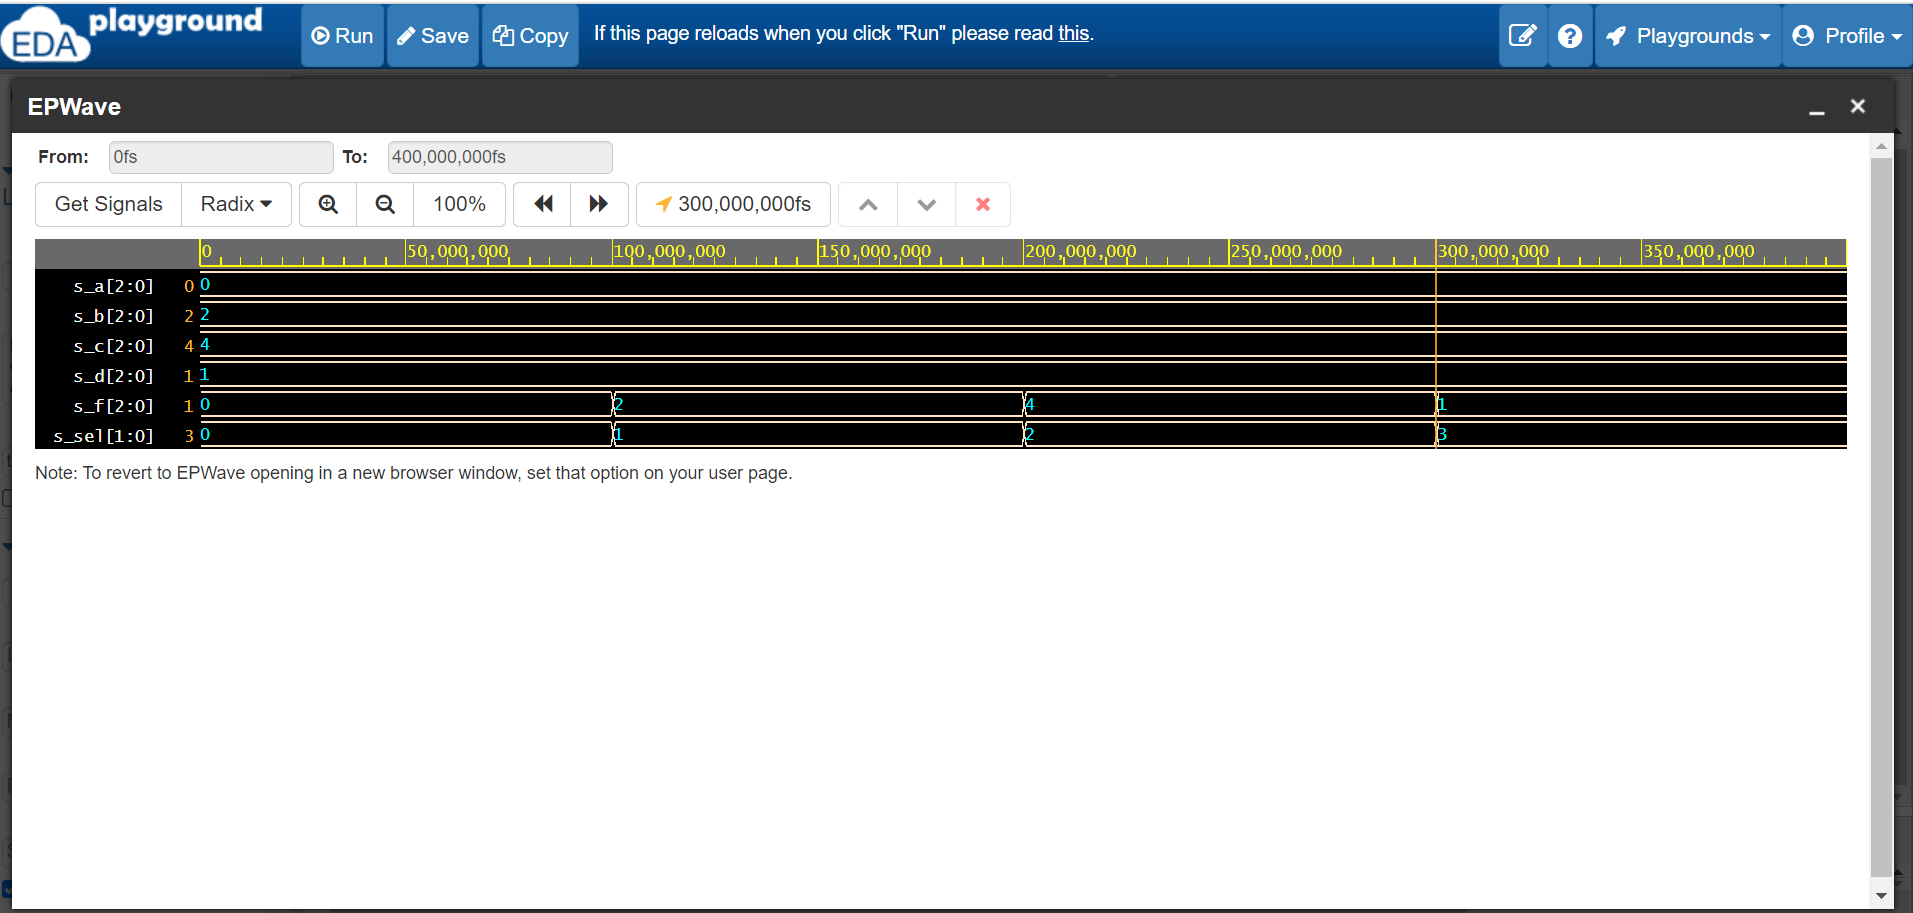 EDA playground
Run Save Copy If this page reloads when you click "Run" please read this. Playgrounds Profile
EPWave
From: 0fs To: 400,000,000fs
Get Signals Radix 100% 300,000,000fs
0 50,000,000 100,000,000 150,000,000 200,000,000 250,000,000 300,000,000 350,000,000
s_a[2:0] 0 0
s_b[2:0] 2 2
s_c[2:0] 4 4
s_d[2:0] 1 1
s_f[2:0] 1 0 2 4 1
s_sel[1:0] 3 0 1 2 3
Note: To revert to EPWave opening in a new browser window, set that option on your user page.